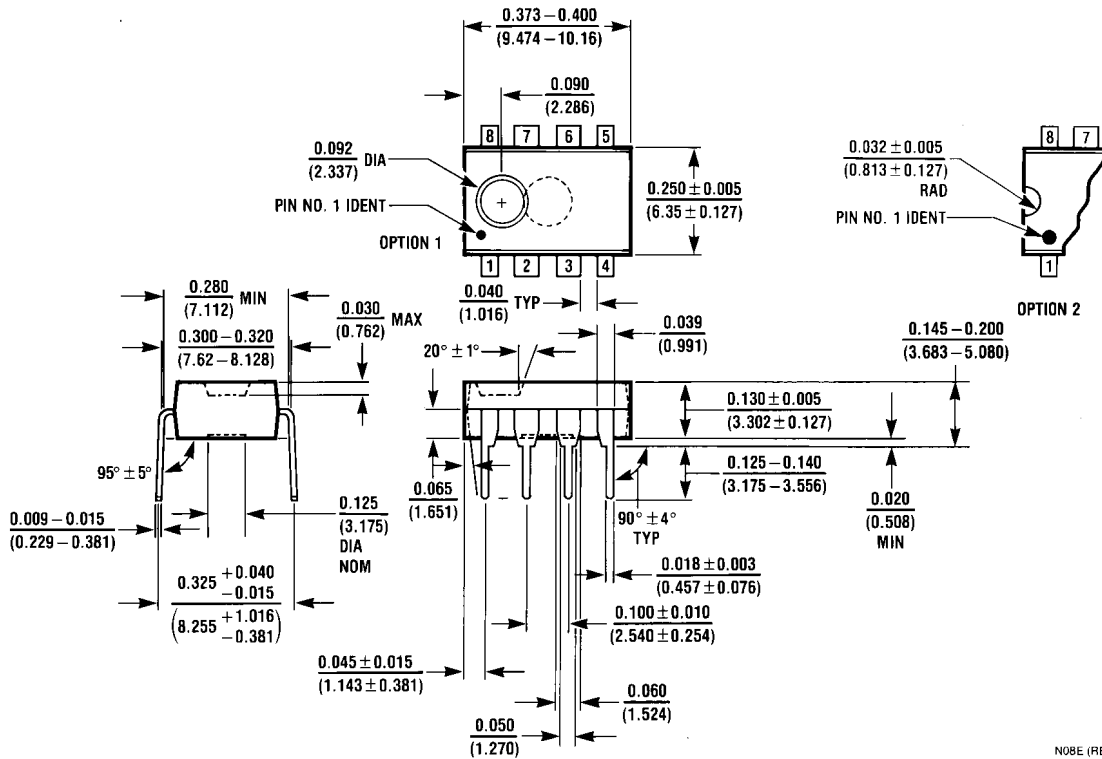 0.373 – 0.400
(9.474 – 10.16)
0.090
(2.286)
8 7 6 5
0.092 DIA
(2.337)
PIN NO. 1 IDENT
OPTION 1
0.250 ± 0.005
(6.35 ± 0.127)
1 2 3 4
0.032 ± 0.005
(0.813 ± 0.127)
RAD
PIN NO. 1 IDENT
8 7
1
OPTION 2
0.280 MIN
(7.112)
0.300 – 0.320
(7.62 – 8.128)
0.030 MAX
(0.762)
0.040 TYP
(1.016)
20° ± 1°
0.039
(0.991)
0.145 – 0.200
(3.683 – 5.080)
0.130 ± 0.005
(3.302 ± 0.127)
0.125 – 0.140
(3.175 – 3.556)
0.020
(0.508)
MIN
95° ± 5°
0.009 – 0.015
(0.229 – 0.381)
0.125
(3.175)
DIA
NOM
0.065
(1.651)
90° ± 4°
TYP
0.018 ± 0.003
(0.457 ± 0.076)
0.325 +0.040 -0.015
(8.255 +1.016 -0.381)
0.100 ± 0.010
(2.540 ± 0.254)
0.045 ± 0.015
(1.143 ± 0.381)
0.060
(1.524)
0.050
(1.270)
N08E